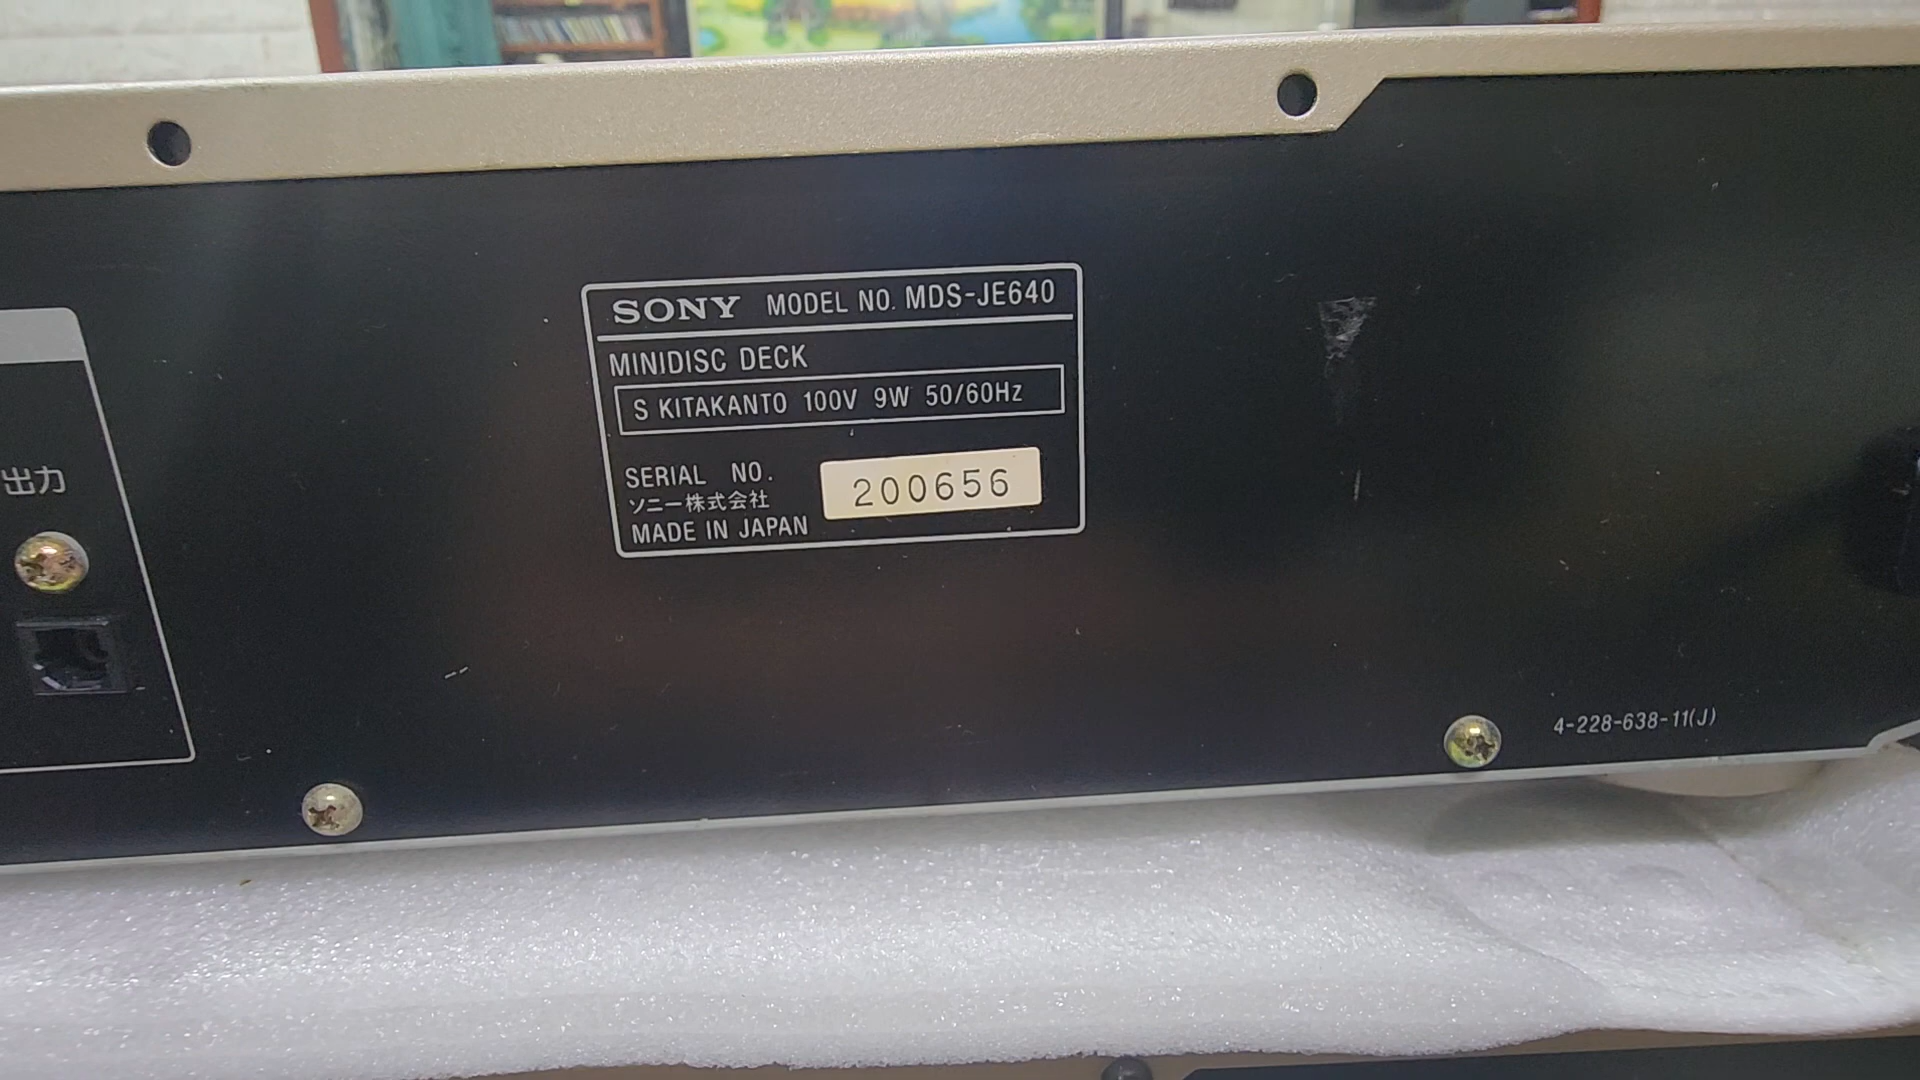 SONY MODEL NO. MDS-JE640
MINIDISC DECK
S KITAKANTO 100V 9W 50/60Hz
SERIAL NO. 200656
ソニー株式会社
MADE IN JAPAN
出力
4-228-638-11(J)